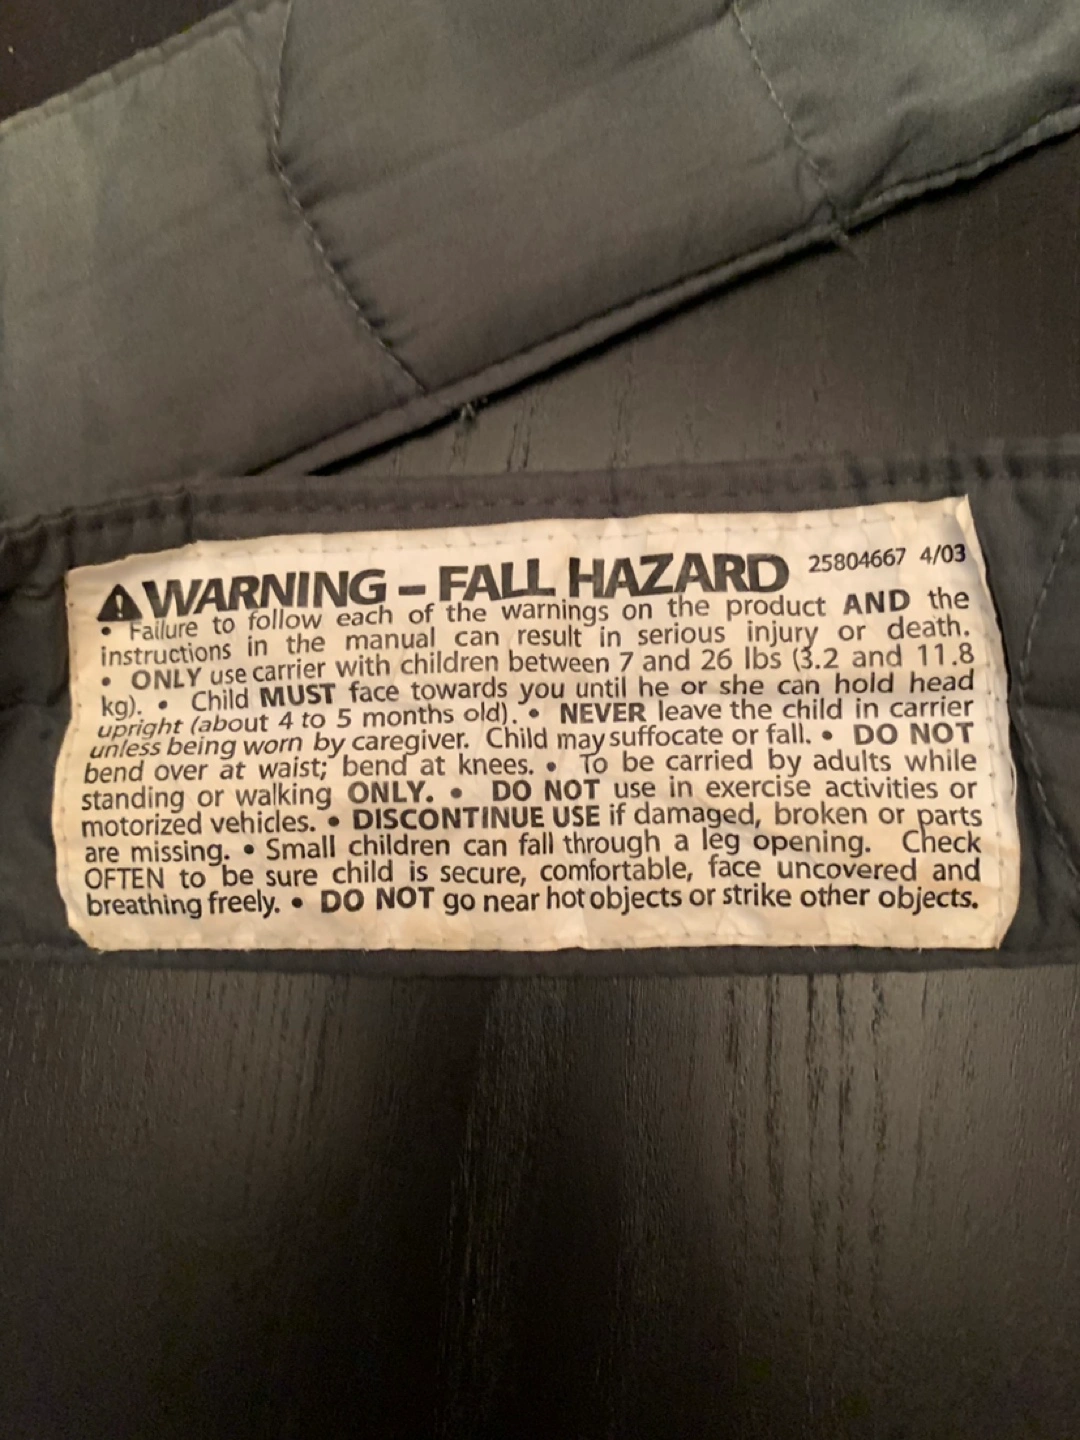 ⚠WARNING – FALL HAZARD 25804667 4/03
• Failure to follow each of the warnings on the product AND the
instructions in the manual can result in serious injury or death.
• ONLY use carrier with children between 7 and 26 lbs (3.2 and 11.8
kg). • Child MUST face towards you until he or she can hold head
upright (about 4 to 5 months old). • NEVER leave the child in carrier
unless being worn by caregiver. Child may suffocate or fall. • DO NOT
bend over at waist; bend at knees. • To be carried by adults while
standing or walking ONLY. • DO NOT use in exercise activities or
motorized vehicles. • DISCONTINUE USE if damaged, broken or parts
are missing. • Small children can fall through a leg opening. Check
OFTEN to be sure child is secure, comfortable, face uncovered and
breathing freely. • DO NOT go near hot objects or strike other objects.